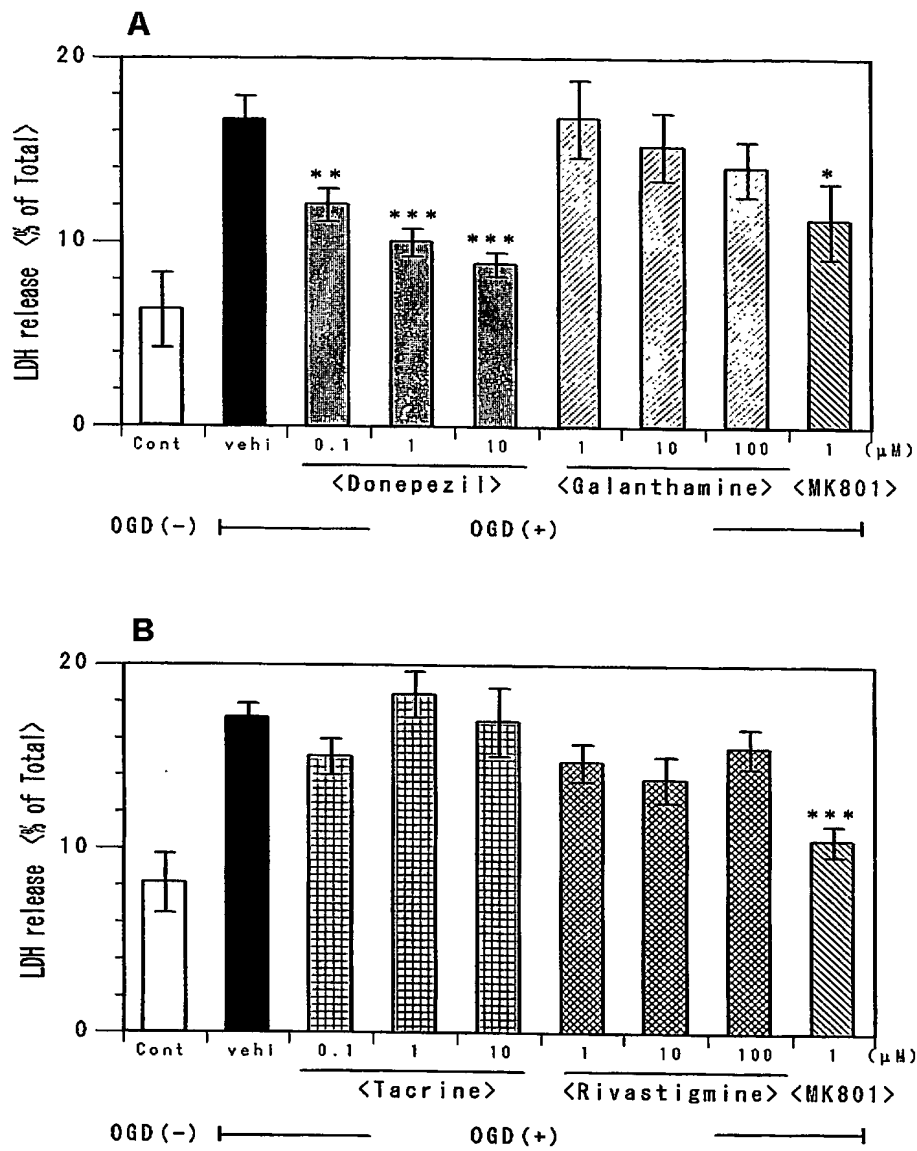 A
20
LDH release <% of Total>
10
0
** *** *** *
Cont vehi 0.1 1 10 1 10 100 1 (μM)
<Donepezil> <Galanthamine> <MK801>
OGD(-) OGD(+)
B
20
LDH release <% of Total>
10
0
***
Cont vehi 0.1 1 10 1 10 100 1 (μM)
<Tacrine> <Rivastigmine> <MK801>
OGD(-) OGD(+)